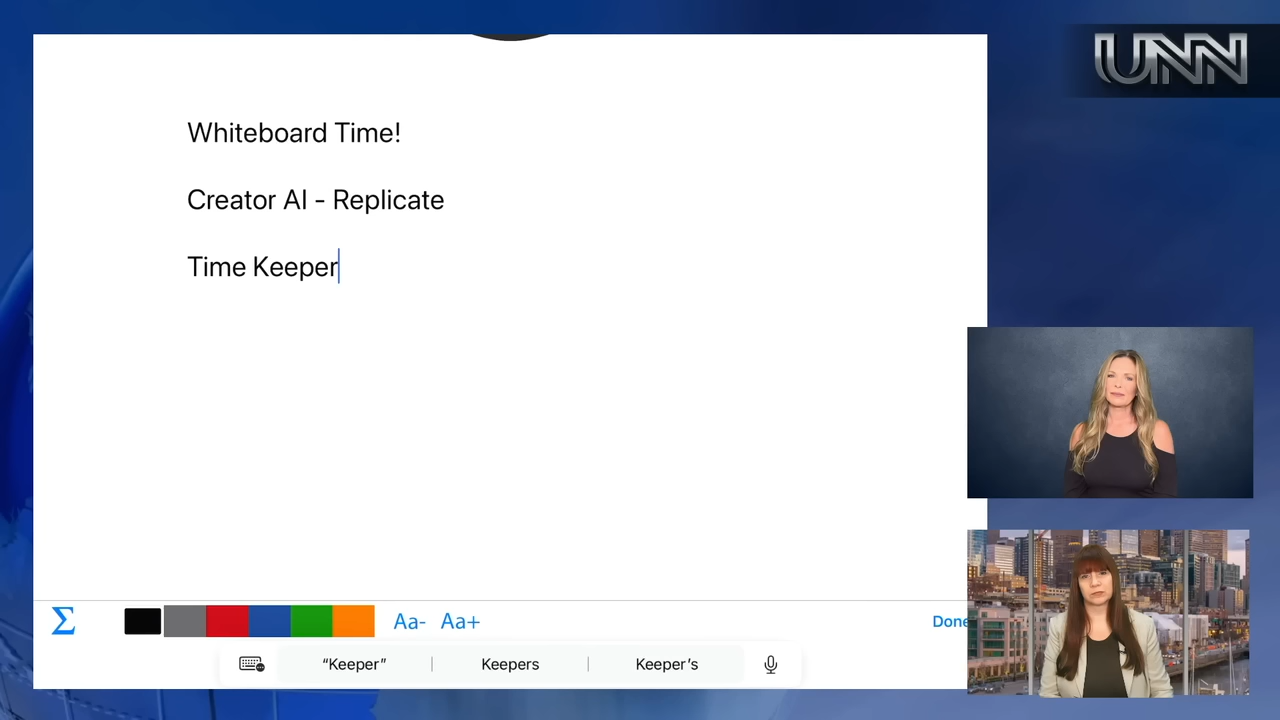 UNN
Whiteboard Time!
Creator AI - Replicate
Time Keeper
Σ
Aa- Aa+
Done
“Keeper”
Keepers
Keeper’s